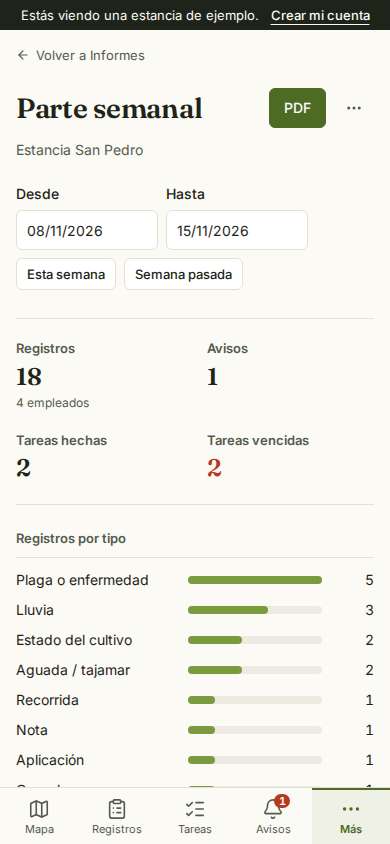 Estás viendo una estancia de ejemplo. Crear mi cuenta
← Volver a Informes
Parte semanal
PDF
Estancia San Pedro
Desde Hasta
08/11/2026 15/11/2026
Esta semana Semana pasada
Registros Avisos
18 1
4 empleados
Tareas hechas Tareas vencidas
2 2
Registros por tipo
Plaga o enfermedad 5
Lluvia 3
Estado del cultivo 2
Aguada / tajamar 2
Recorrida 1
Nota 1
Aplicación 1
1
Mapa Registros Tareas Avisos Más